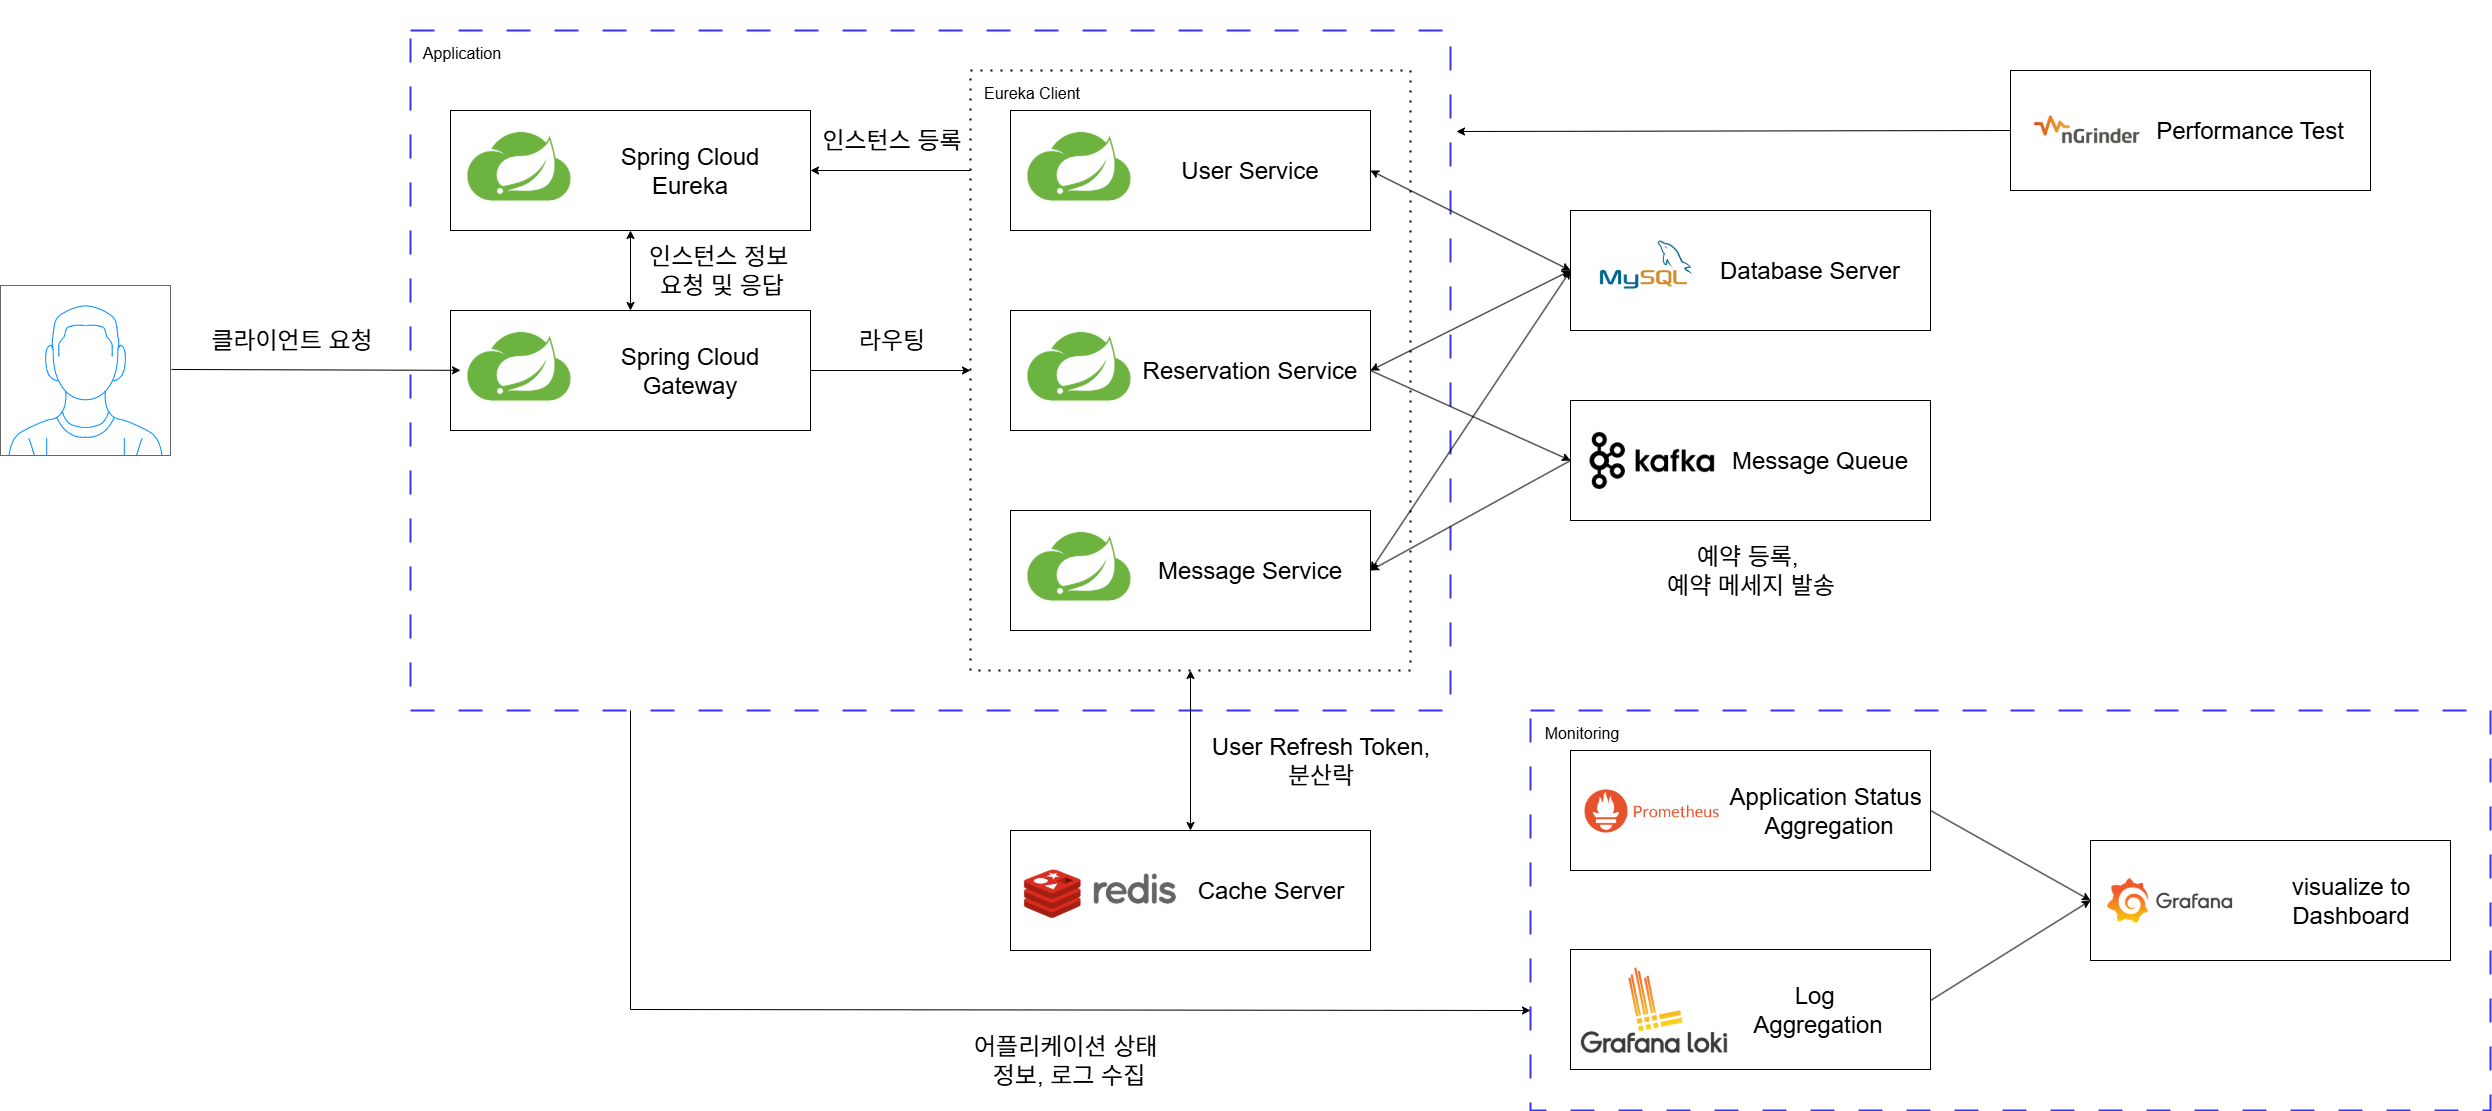 Application
Eureka Client
Spring Cloud
Eureka
인스턴스 등록
User Service
nGrinder
Performance Test
인스턴스 정보
요청 및 응답
MySQL
Database Server
클라이언트 요청
Spring Cloud
Gateway
라우팅
Reservation Service
kafka
Message Queue
Message Service
예약 등록,
예약 메세지 발송
User Refresh Token,
분산락
redis
Cache Server
Monitoring
Prometheus
Application Status
Aggregation
Grafana
visualize to
Dashboard
Grafana loki
Log
Aggregation
어플리케이션 상태
정보, 로그 수집